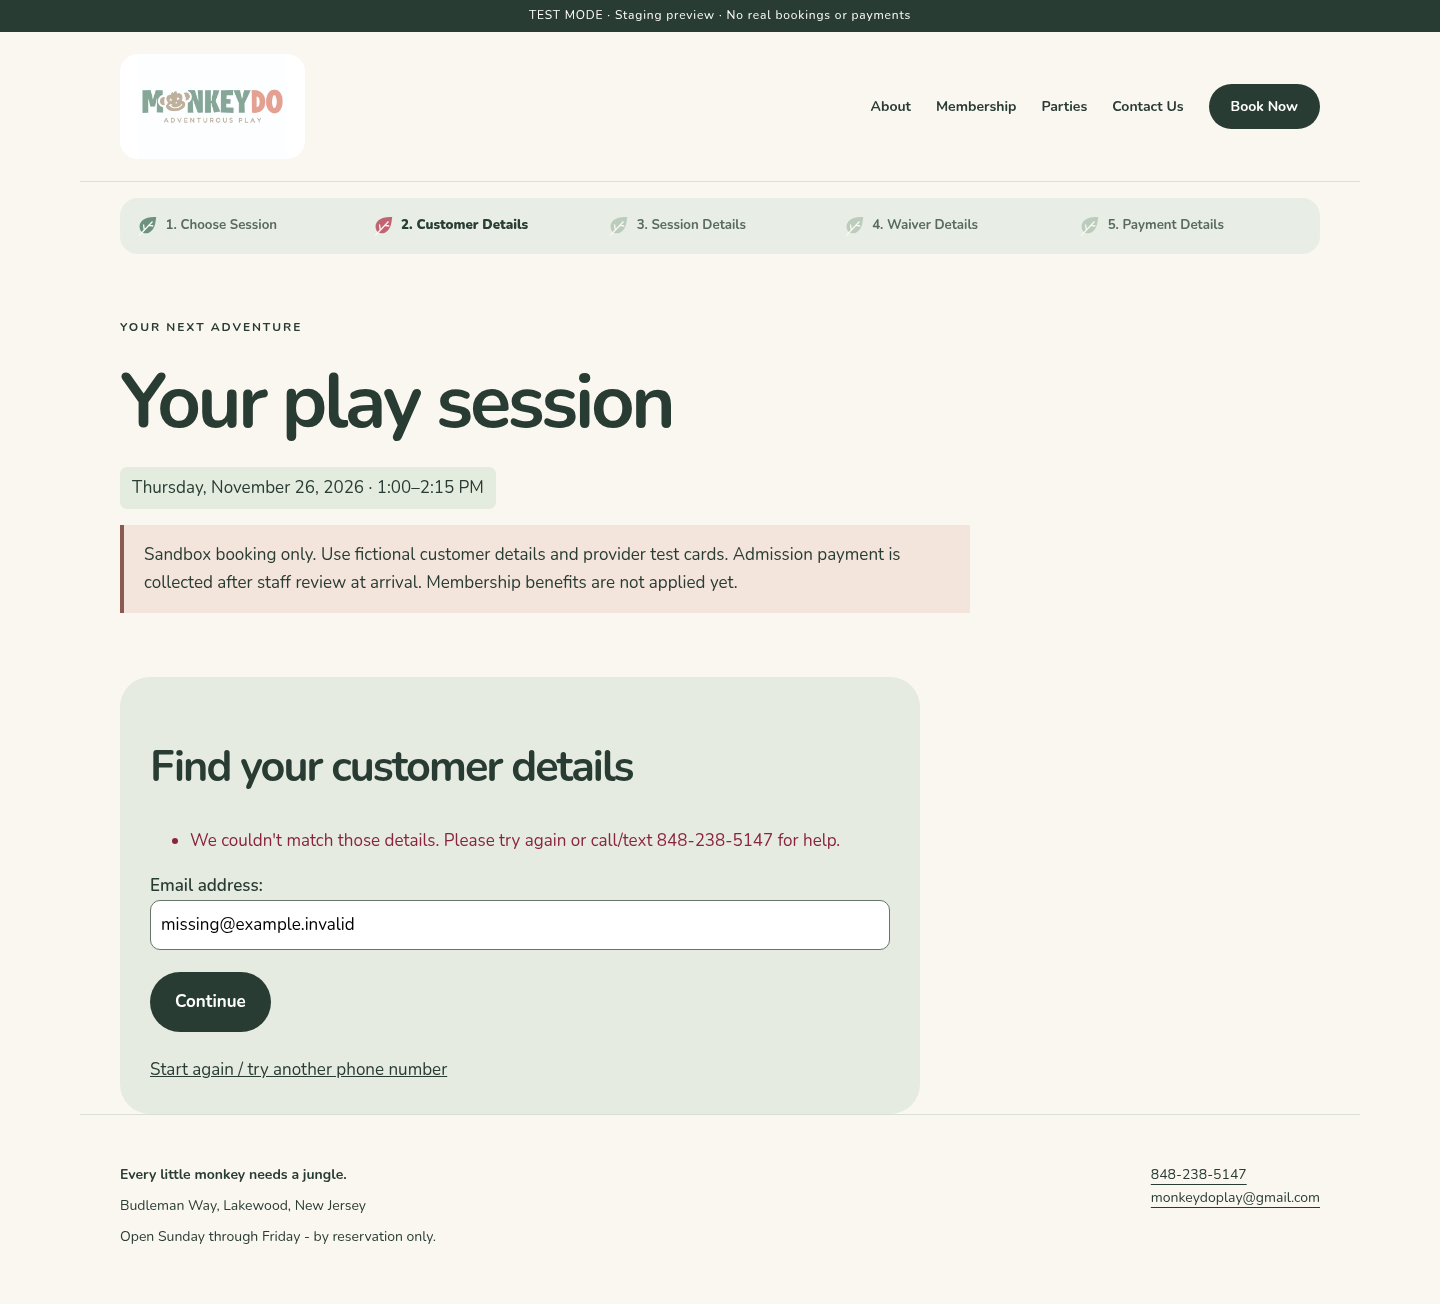 TEST MODE · Staging preview · No real bookings or payments
MONKEYDO
ADVENTUROUS PLAY
About
Membership
Parties
Contact Us
Book Now
1. Choose Session
2. Customer Details
3. Session Details
4. Waiver Details
5. Payment Details
YOUR NEXT ADVENTURE
Your play session
Thursday, November 26, 2026 · 1:00–2:15 PM
Sandbox booking only. Use fictional customer details and provider test cards. Admission payment is
collected after staff review at arrival. Membership benefits are not applied yet.
Find your customer details
• We couldn't match those details. Please try again or call/text 848-238-5147 for help.
Email address:
missing@example.invalid
Continue
Start again / try another phone number
Every little monkey needs a jungle.
Budleman Way, Lakewood, New Jersey
Open Sunday through Friday - by reservation only.
848-238-5147
monkeydoplay@gmail.com